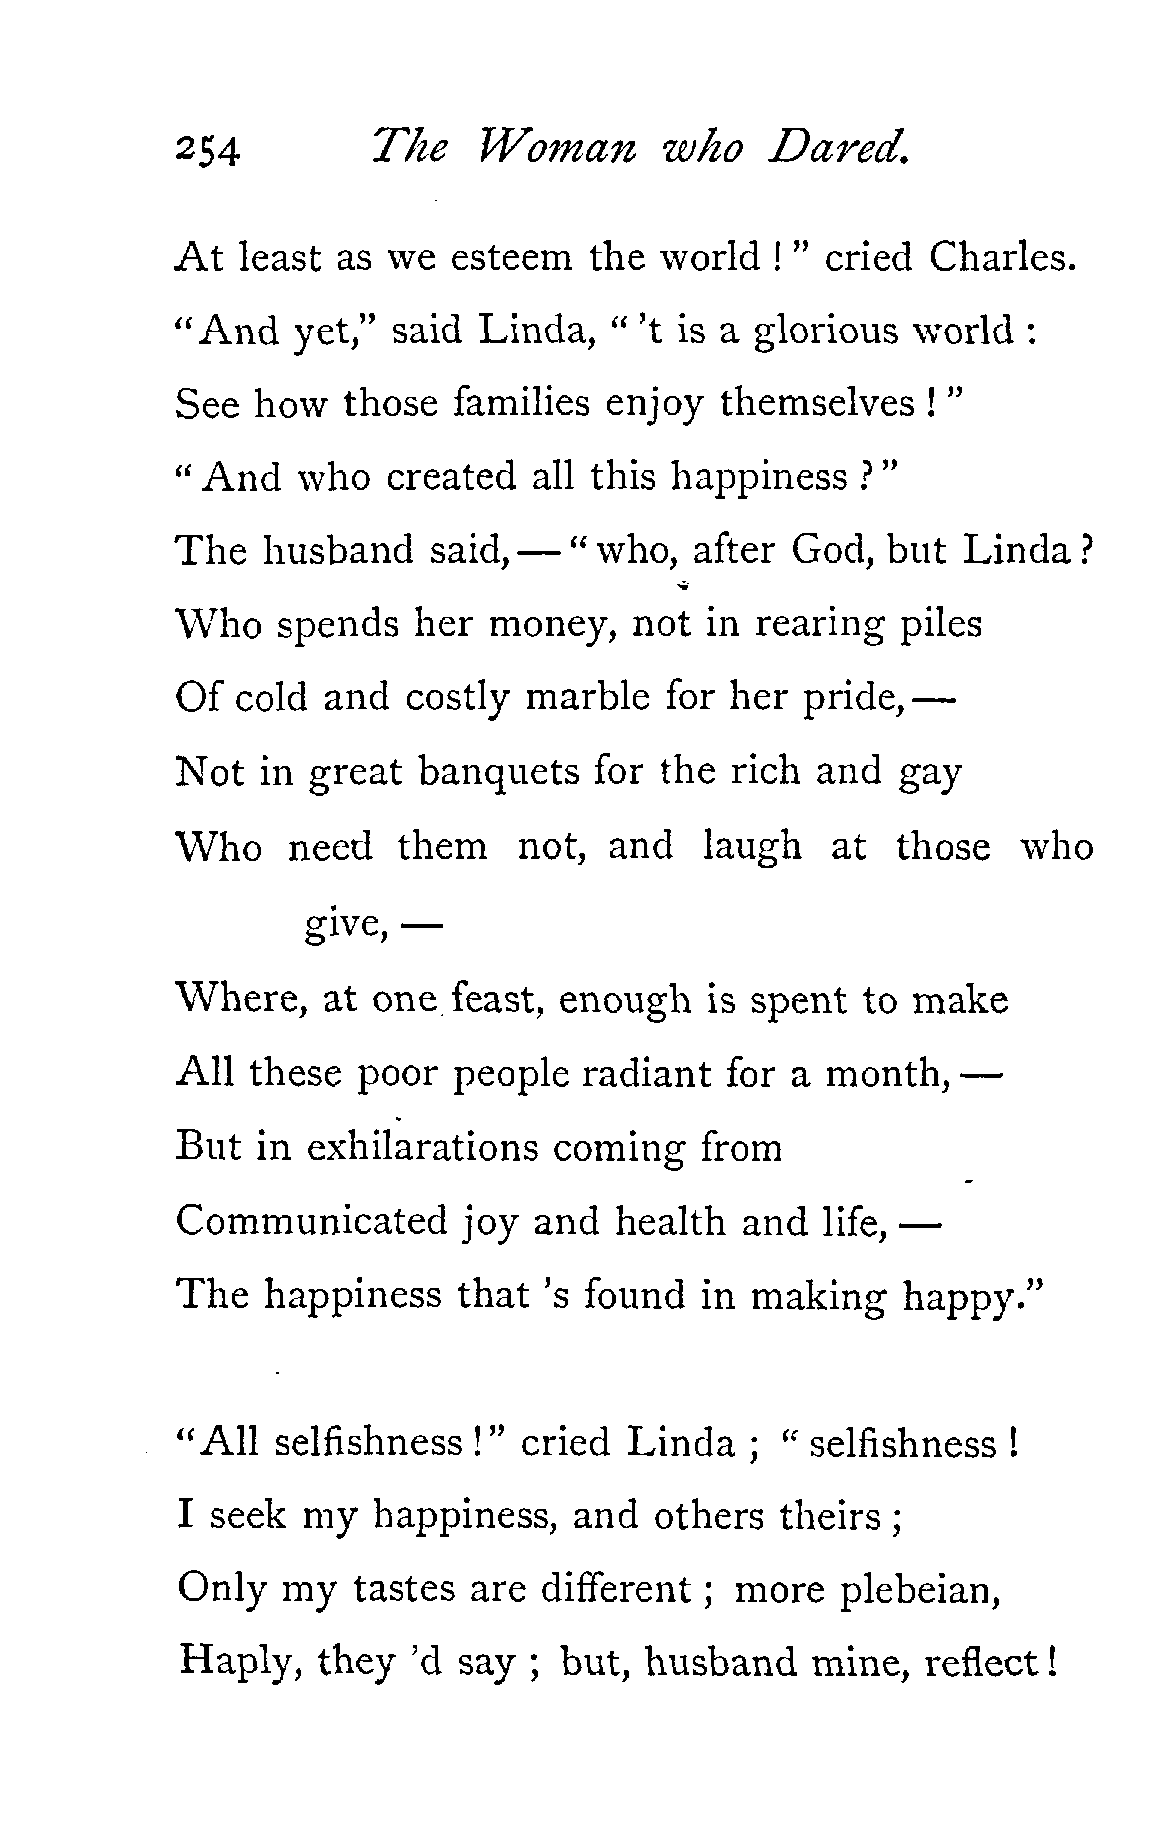 254 The Woman who Dared.
At least as we esteem the world ! " cried Charles.
"And yet," said Linda, " 't is a glorious world :
See how those families enjoy themselves ! "
" And who created all this happiness ? "
The husband said, — " who, after God, but Linda ?
Who spends her money, not in rearing piles
Of cold and costly marble for her pride, —
Not in great banquets for the rich and gay
Who need them not, and laugh at those who
give, —
Where, at one feast, enough is spent to make
All these poor people radiant for a month, —
But in exhilarations coming from
Communicated joy and health and life, —
The happiness that 's found in making happy."
"All selfishness ! " cried Linda ; " selfishness !
I seek my happiness, and others theirs ;
Only my tastes are different ; more plebeian,
Haply, they 'd say ; but, husband mine, reflect !